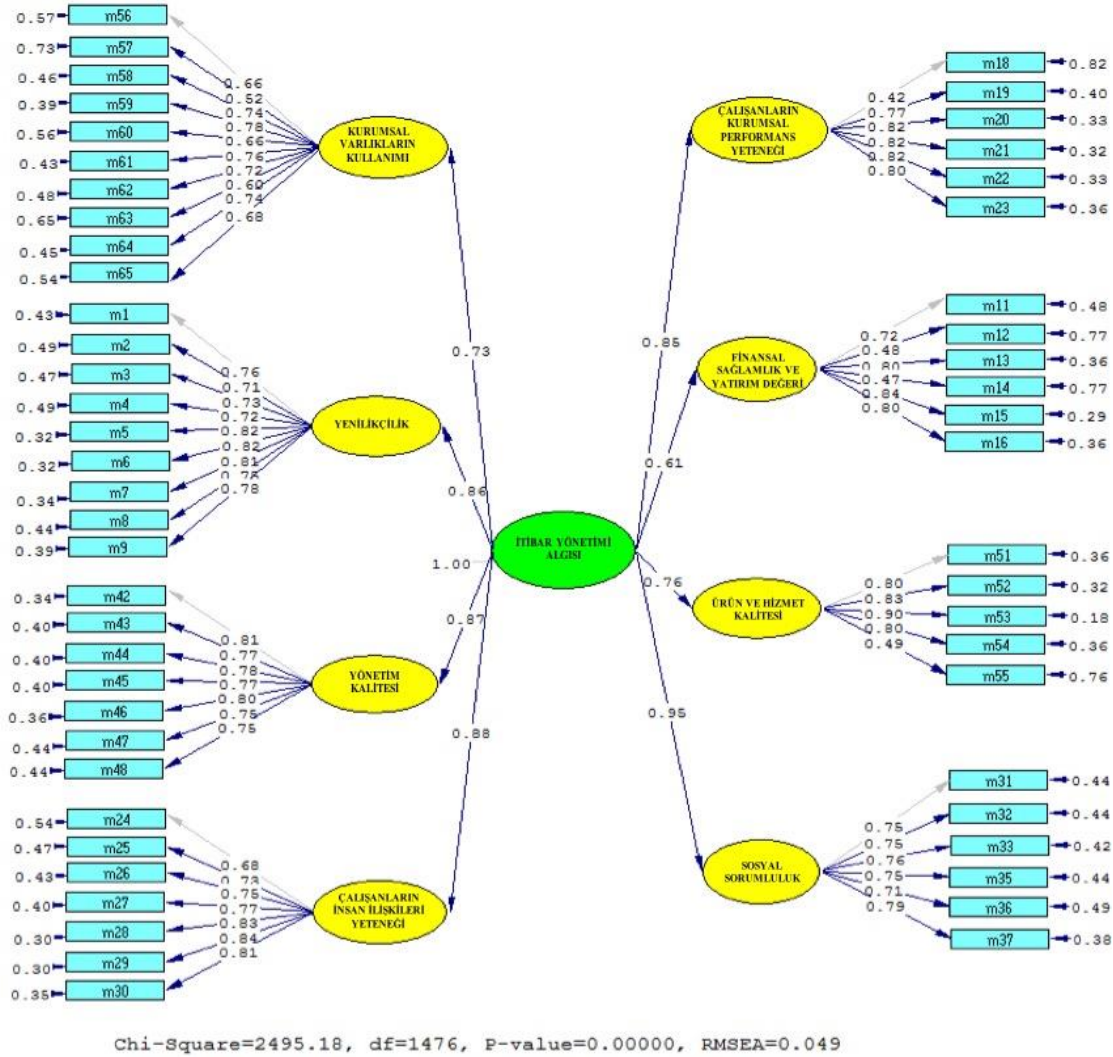 0.57 m56
0.73 m57
0.46 m58
0.39 m59
0.56 m60
0.43 m61
0.48 m62
0.65 m63
0.45 m64
0.54 m65
0.66
0.52
0.74
0.78
0.66
0.76
0.72
0.60
0.74
0.68
KURUMSAL
VARLIKLARIN
KULLANIMI
0.73
0.43 m1
0.49 m2
0.47 m3
0.49 m4
0.32 m5
0.32 m6
0.34 m7
0.44 m8
0.39 m9
0.76
0.71
0.73
0.72
0.82
0.82
0.81
0.75
0.78
YENİLİKÇİLİK
0.86
0.34 m42
0.40 m43
0.40 m44
0.40 m45
0.36 m46
0.44 m47
0.44 m48
0.81
0.77
0.78
0.77
0.80
0.75
0.75
YÖNETİM
KALİTESİ
0.87
0.54 m24
0.47 m25
0.43 m26
0.40 m27
0.30 m28
0.30 m29
0.35 m30
0.68
0.73
0.75
0.77
0.83
0.84
0.81
ÇALIŞANLARIN
İNSAN İLİŞKİLERİ
YETENEĞİ
0.88
1.00
İTİBAR YÖNETİMİ
ALGISI
0.85
ÇALIŞANLARIN
KURUMSAL
PERFORMANS
YETENEĞİ
0.42
0.77
0.82
0.82
0.82
0.80
m18 0.82
m19 0.40
m20 0.33
m21 0.32
m22 0.33
m23 0.36
0.61
FİNANSAL
SAĞLAMLIK VE
YATIRIM DEĞERİ
0.72
0.48
0.80
0.47
0.84
0.80
m11 0.48
m12 0.77
m13 0.36
m14 0.77
m15 0.29
m16 0.36
0.76
ÜRÜN VE HİZMET
KALİTESİ
0.80
0.83
0.90
0.80
0.49
m51 0.36
m52 0.32
m53 0.18
m54 0.36
m55 0.76
0.95
SOSYAL
SORUMLULUK
0.75
0.75
0.76
0.75
0.71
0.79
m31 0.44
m32 0.44
m33 0.42
m35 0.44
m36 0.49
m37 0.38
Chi-Square=2495.18, df=1476, P-value=0.00000, RMSEA=0.049